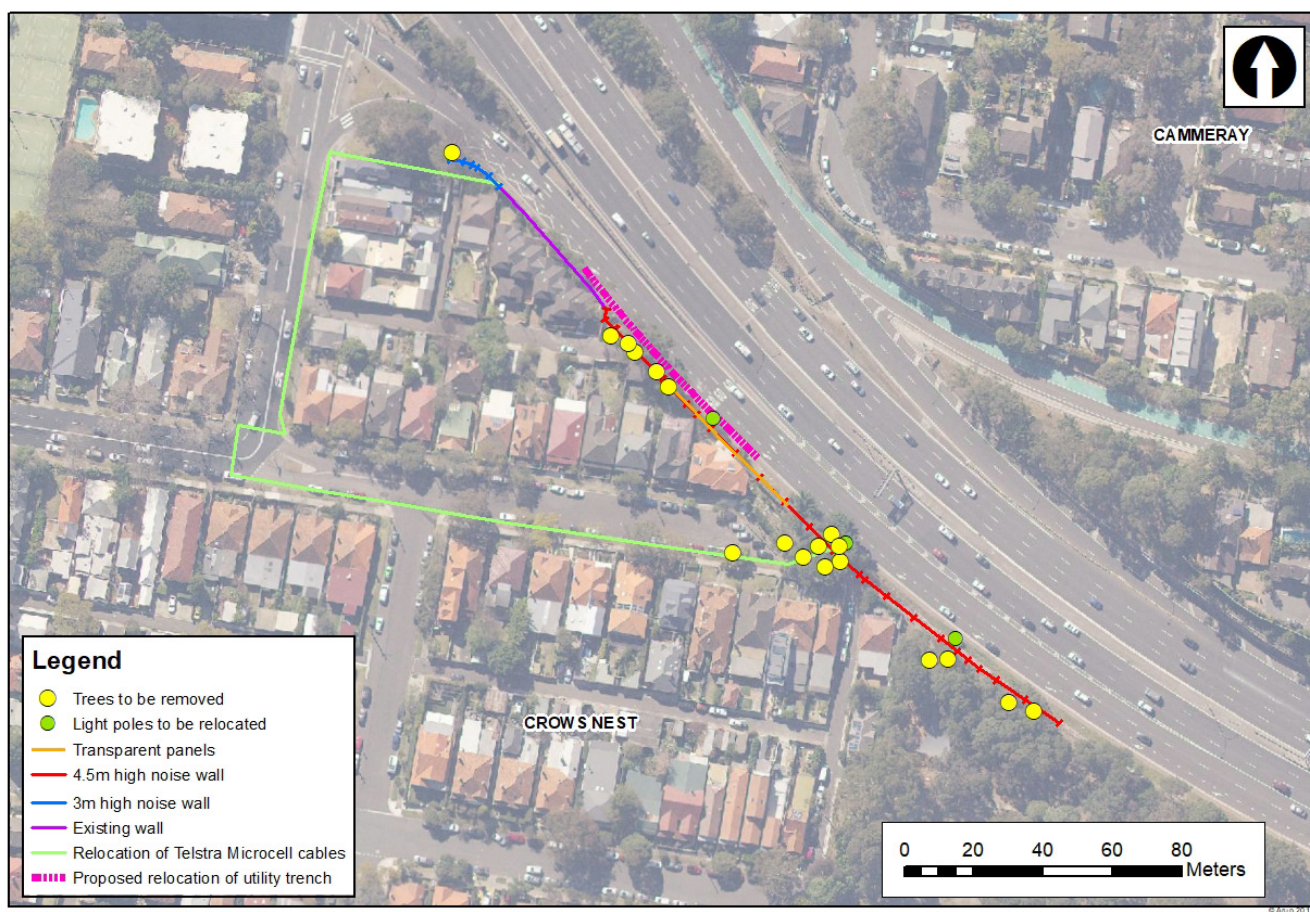 CAMMERAY
CROWS NEST
Legend
Trees to be removed
Light poles to be relocated
Transparent panels
4.5m high noise wall
3m high noise wall
Existing wall
Relocation of Telstra Microcell cables
Proposed relocation of utility trench
0 20 40 60 80
Meters